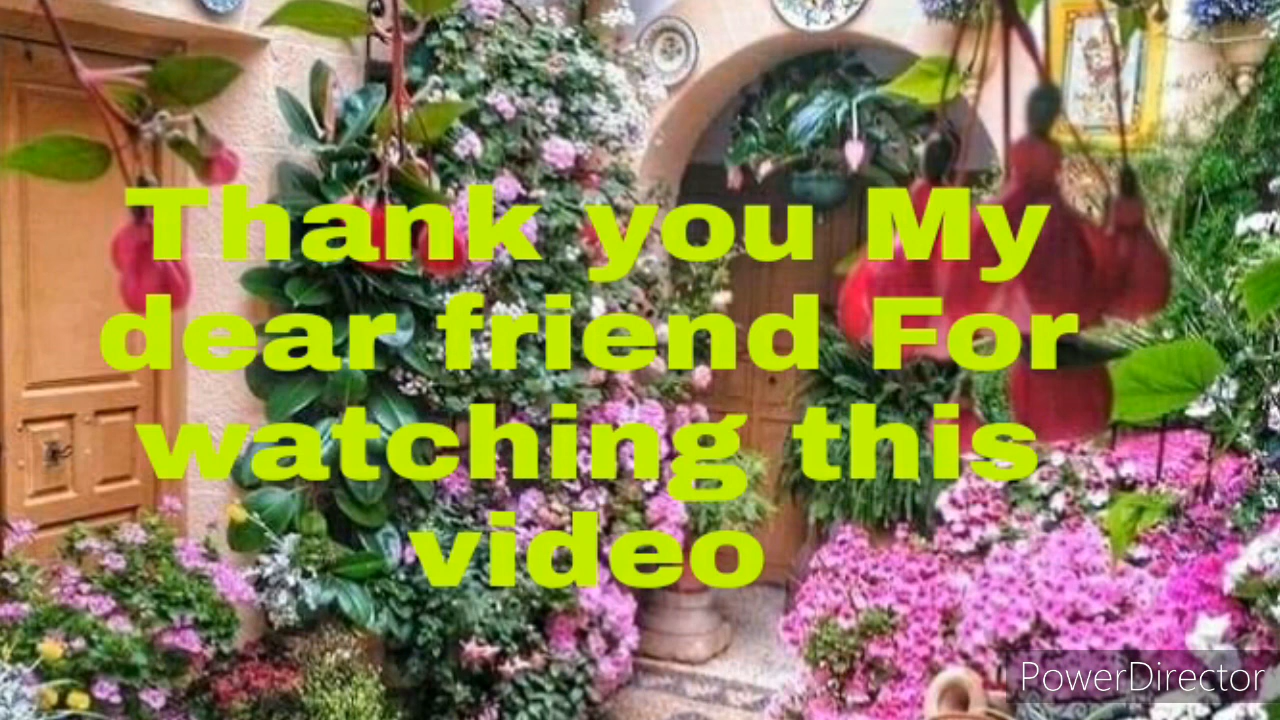 Thank you My
dear friend For
watching this
video
PowerDirector